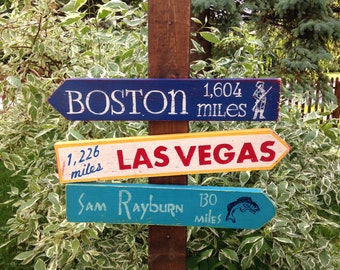 BOSTON 1,604
MILES
1,226
miles LAS VEGAS
Sam Rayburn 130
MILES